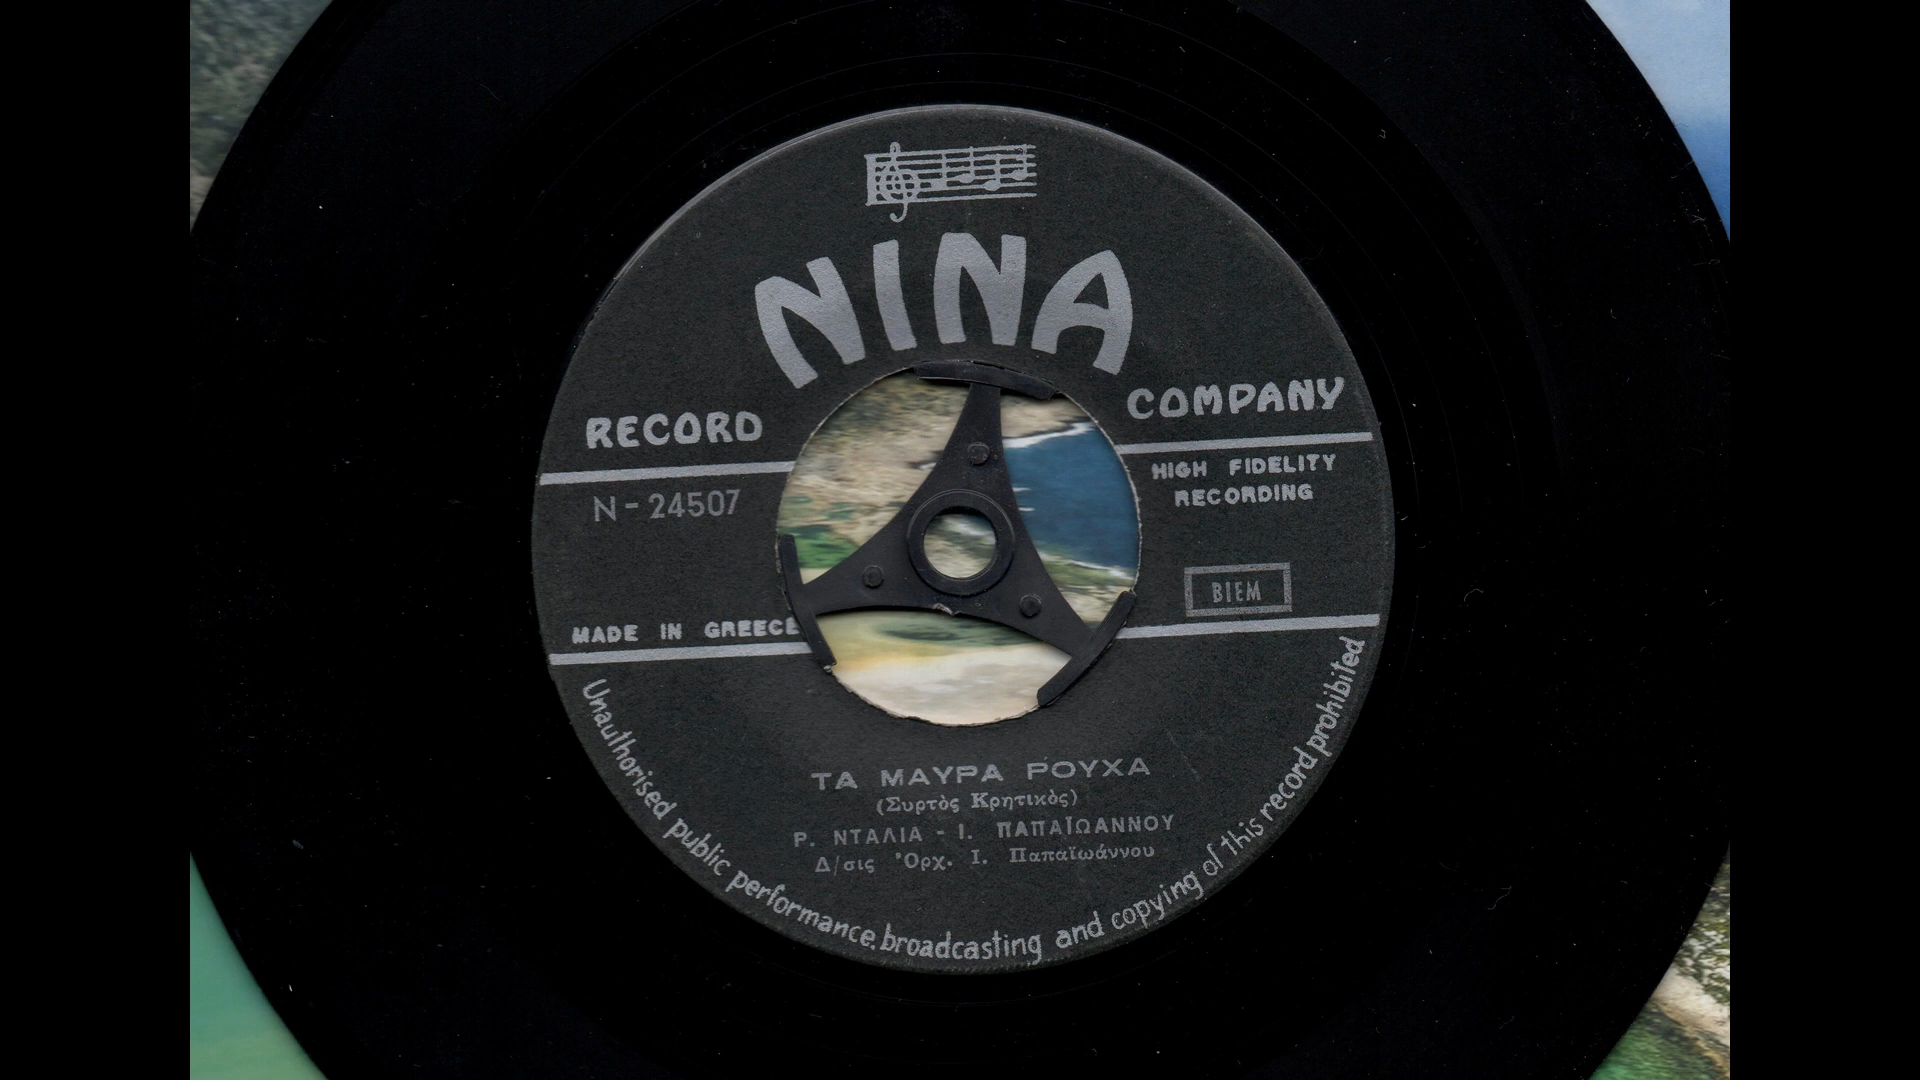 NINA
RECORD COMPANY
N-24507
HIGH FIDELITY
RECORDING
BIEM
MADE IN GREECE
ΤΑ ΜΑΥΡΑ ΡΟΥΧΑ
(Συρτὸς Κρητικὸς)
Ρ. ΝΤΑΛΙΑ - Ι. ΠΑΠΑΪΩΑΝΝΟΥ
Δ/σις Ὀρχ. Ι. Παπαϊωάννου
Unauthorised public performance, broadcasting and copying of this record prohibited